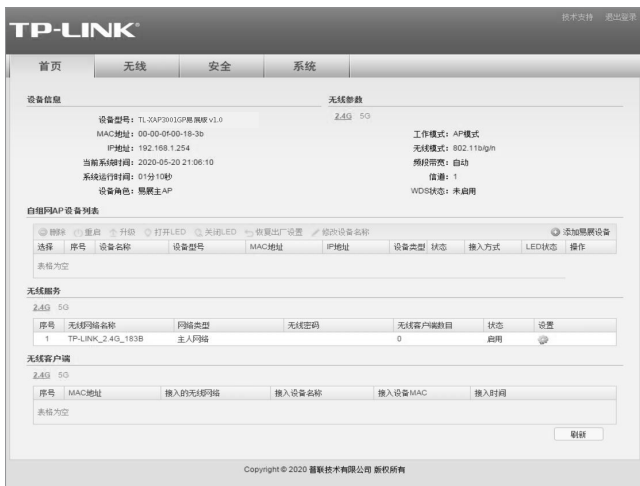 技术支持 退出登录
TP-LINK®
首页 无线 安全 系统
设备信息 无线参数
设备型号：TL-XAP3001GP易展版 v1.0
2.4G 5G
MAC地址：00-00-0f-00-18-3b
工作模式：AP模式
IP地址：192.168.1.254
无线模式：802.11b/g/n
当前系统时间：2020-05-20 21:06:10
频段带宽：自动
系统运行时间：01分10秒
信道：1
设备角色：易展主AP
WDS状态：未启用
自组网AP设备列表
删除 重启 升级 打开LED 关闭LED 恢复出厂设置 修改设备名称 添加易展设备
选择 序号 设备名称 设备型号 MAC地址 IP地址 设备类型 状态 接入方式 LED状态 操作
表格为空
无线服务
2.4G 5G
序号 无线网络名称 网络类型 无线密码 无线客户端数目 状态 设置
1 TP-LINK_2.4G_183B 主人网络 0 启用
无线客户端
2.4G 5G
序号 MAC地址 接入的无线网络 接入设备名称 接入设备MAC 接入时间
表格为空
刷新
Copyright © 2020 普联技术有限公司 版权所有